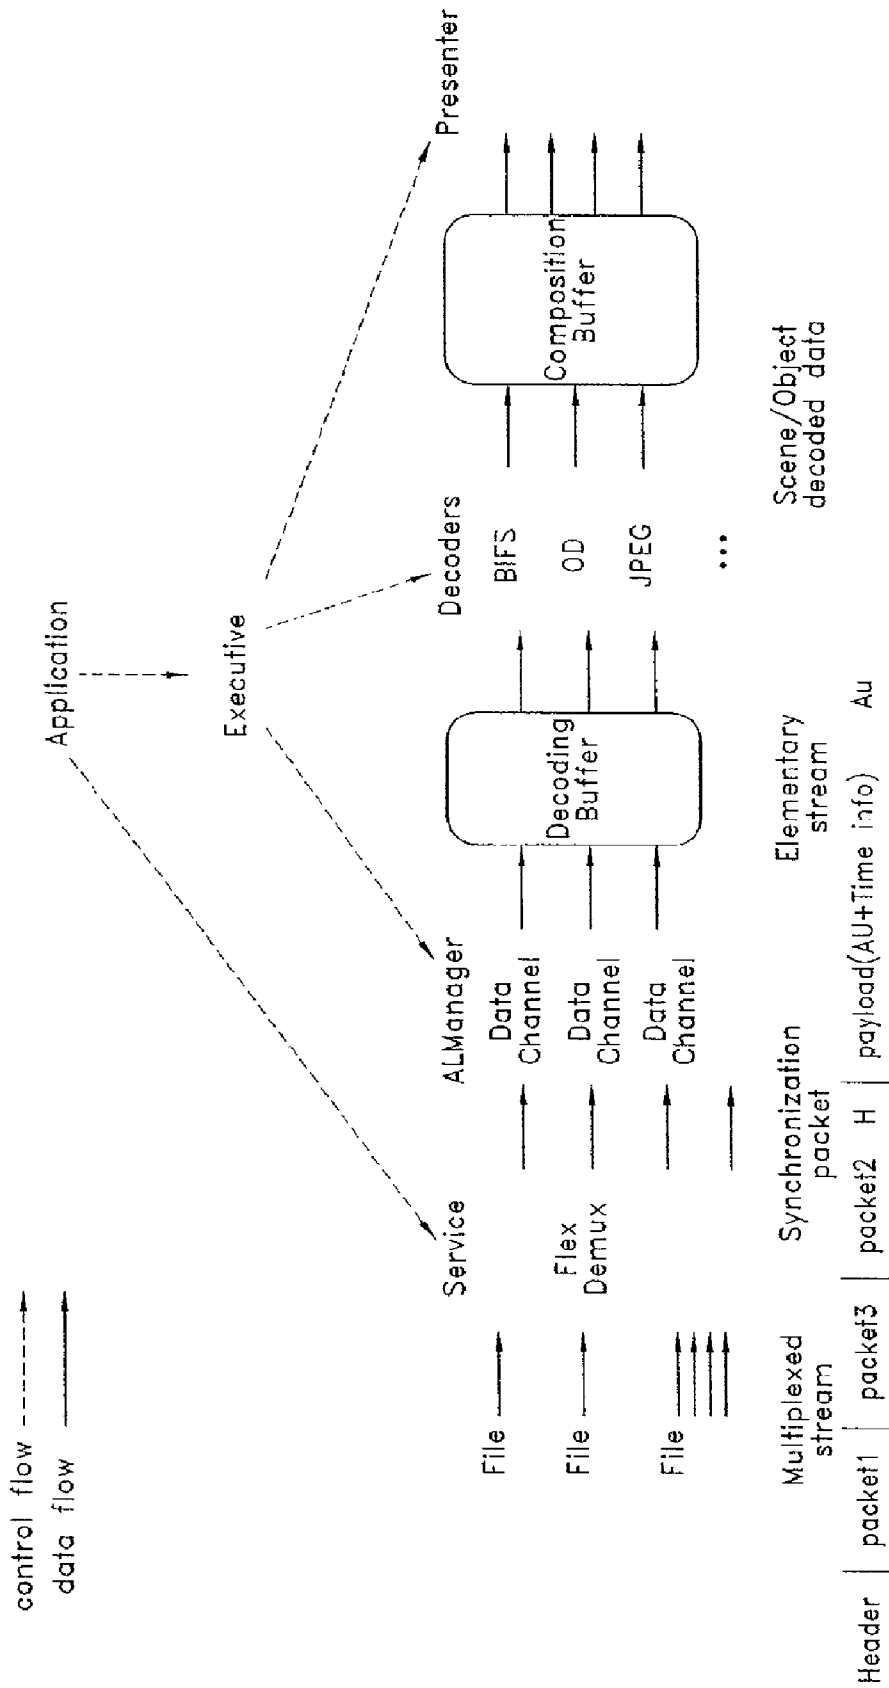 control flow
data flow
Application
Executive
Service
ALManager
Decoders
Presenter
File
File
File
Flex
Demux
Data
Channel
Data
Channel
Data
Channel
Decoding
Buffer
BIFS
OD
JPEG
...
Composition
Buffer
Multiplexed
stream
Synchronization
packet
Elementary
stream
Scene/Object
decoded data
Header | packet1 | packet3 | packet2 H | payload(AU+Time info) Au